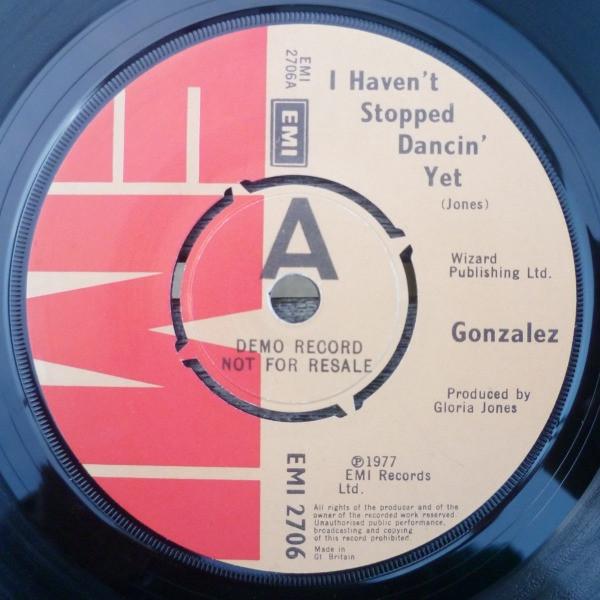 EMI
2706A
EMI
I Haven't
Stopped
Dancin'
Yet
(Jones)
A
Wizard
Publishing Ltd.
Gonzalez
DEMO RECORD
NOT FOR RESALE
Produced by
Gloria Jones
EMI 2706
℗1977
EMI Records
Ltd.
All rights of the producer and of the
owner of the recorded work reserved.
Unauthorised public performance,
broadcasting and copying
of this record prohibited.
Made in
Gt Britain
EMI